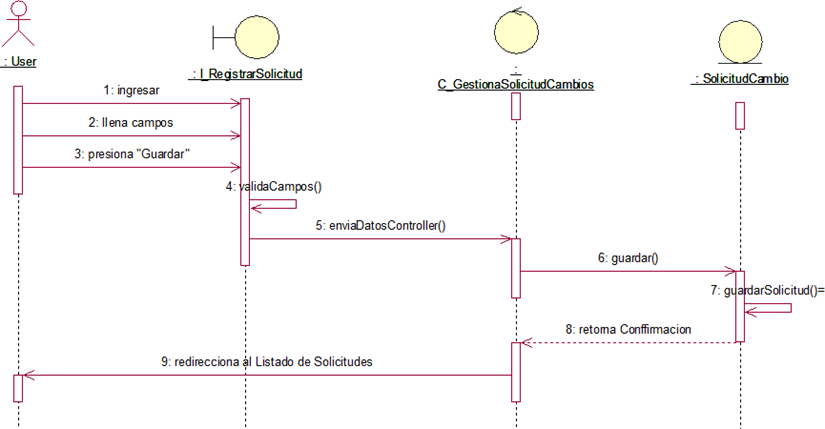 : User
: I_RegistrarSolicitud
:
C_GestionaSolicitudCambios
: SolicitudCambio
1: ingresar
2: llena campos
3: presiona "Guardar"
4: validaCampos()
5: enviaDatosController()
6: guardar()
7: guardarSolicitud()=
8: retorna Conffirmacion
9: redirecciona al Listado de Solicitudes